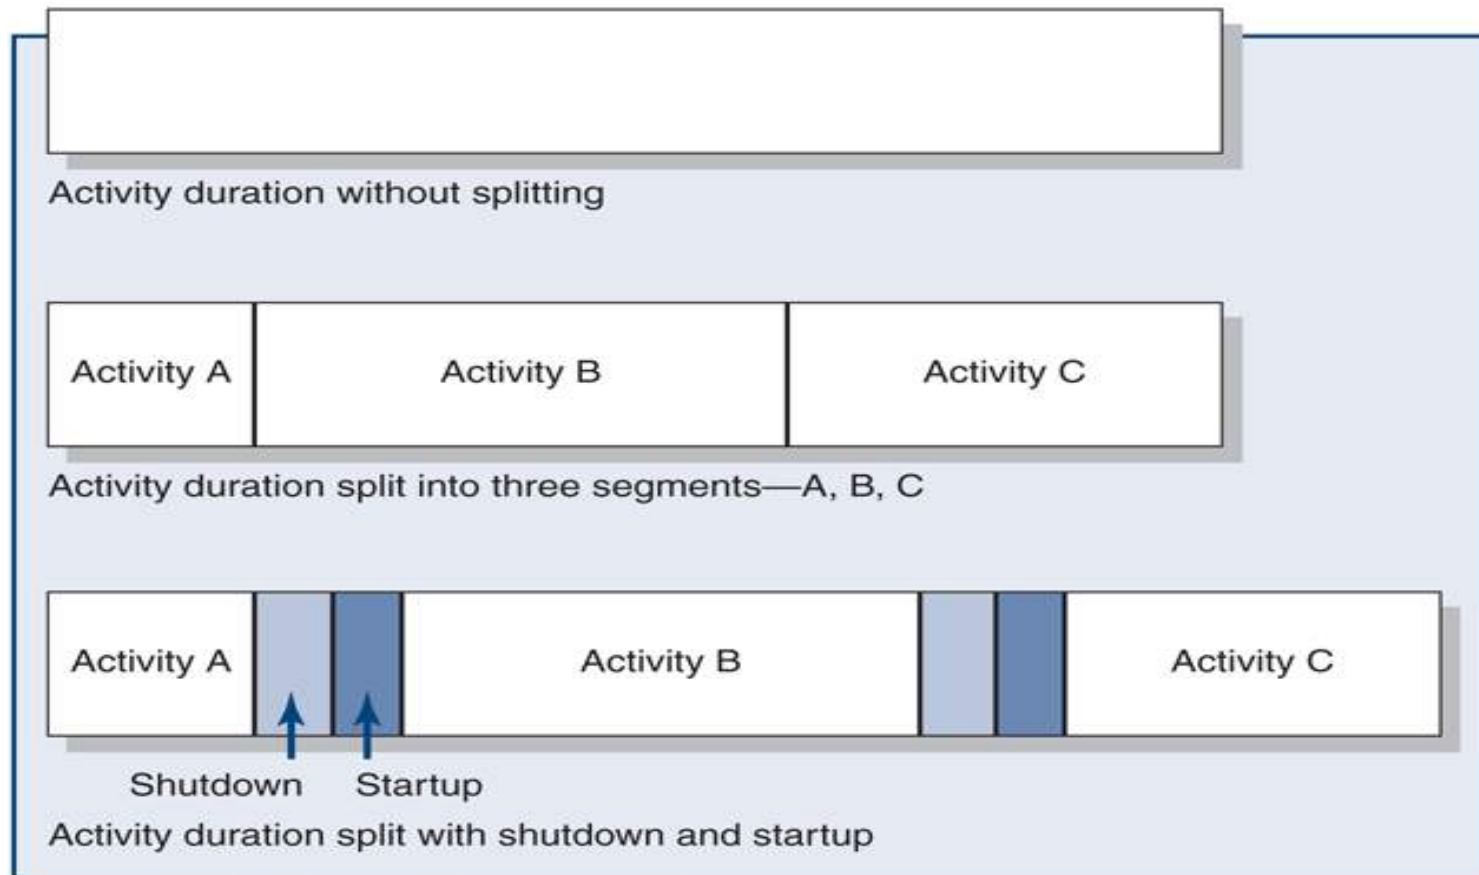 Activity duration without splitting
Activity A Activity B Activity C
Activity duration split into three segments—A, B, C
Activity A Activity B Activity C
Shutdown Startup
Activity duration split with shutdown and startup